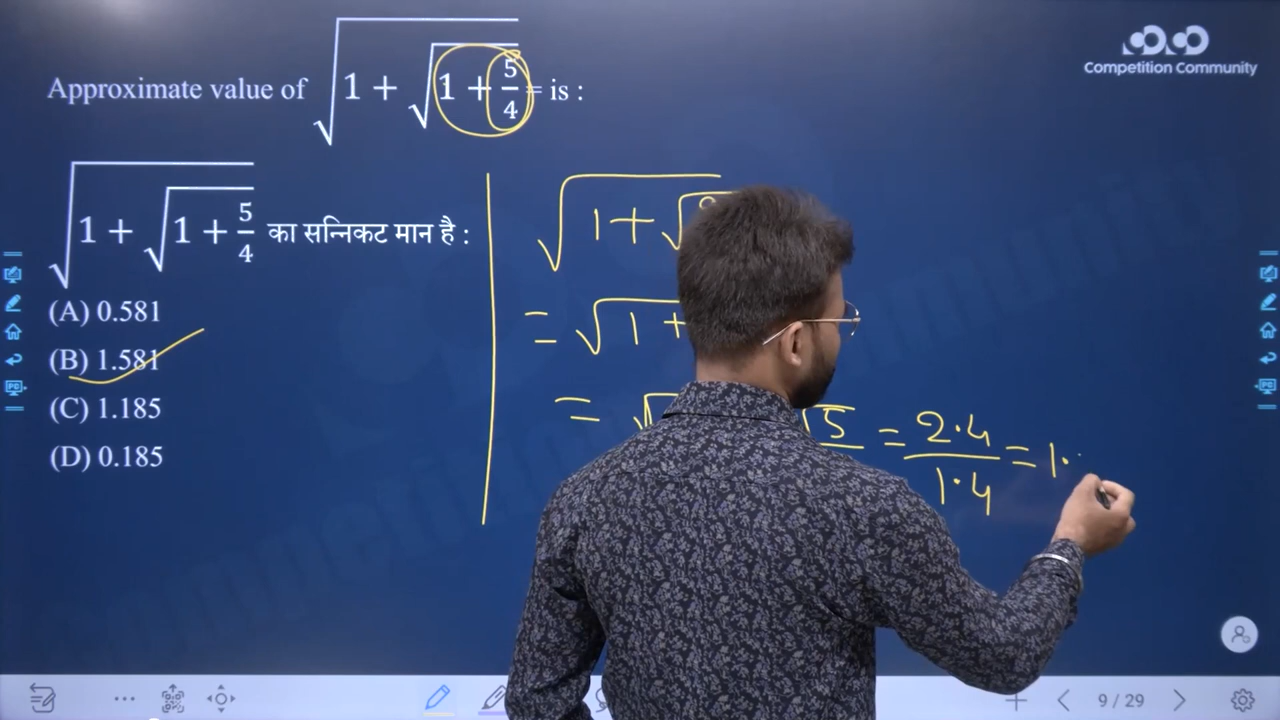 Competition Community
Approximate value of √(1 + √(1 + 5/4)) = is :
√(1 + √(1 + 5/4)) का सन्निकट मान है :
(A) 0.581
(B) 1.581
(C) 1.185
(D) 0.185
√(1 + √
= √(1 +
= √
√5 = 2.4/1.4 = 1.
9 / 29